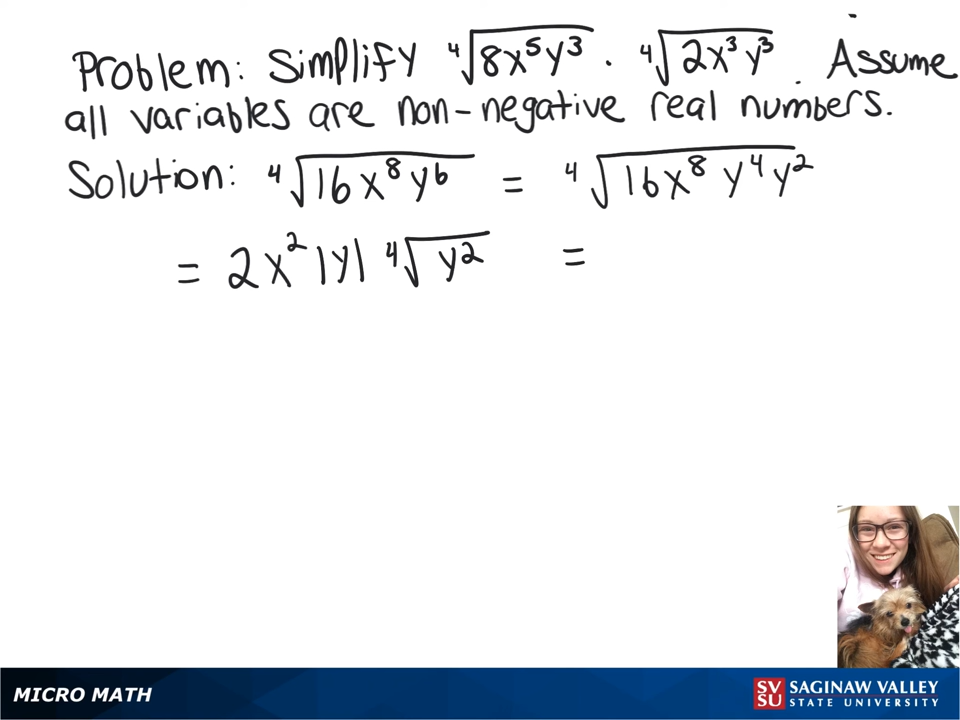 Problem: Simplify ⁴√8x⁵y³ · ⁴√2x³y³. Assume
all variables are non-negative real numbers.
Solution: ⁴√16x⁸y⁶ = ⁴√16x⁸y⁴y²
= 2x²|y| ⁴√y² =
MICRO MATH
SV SU SAGINAW VALLEY
STATE UNIVERSITY